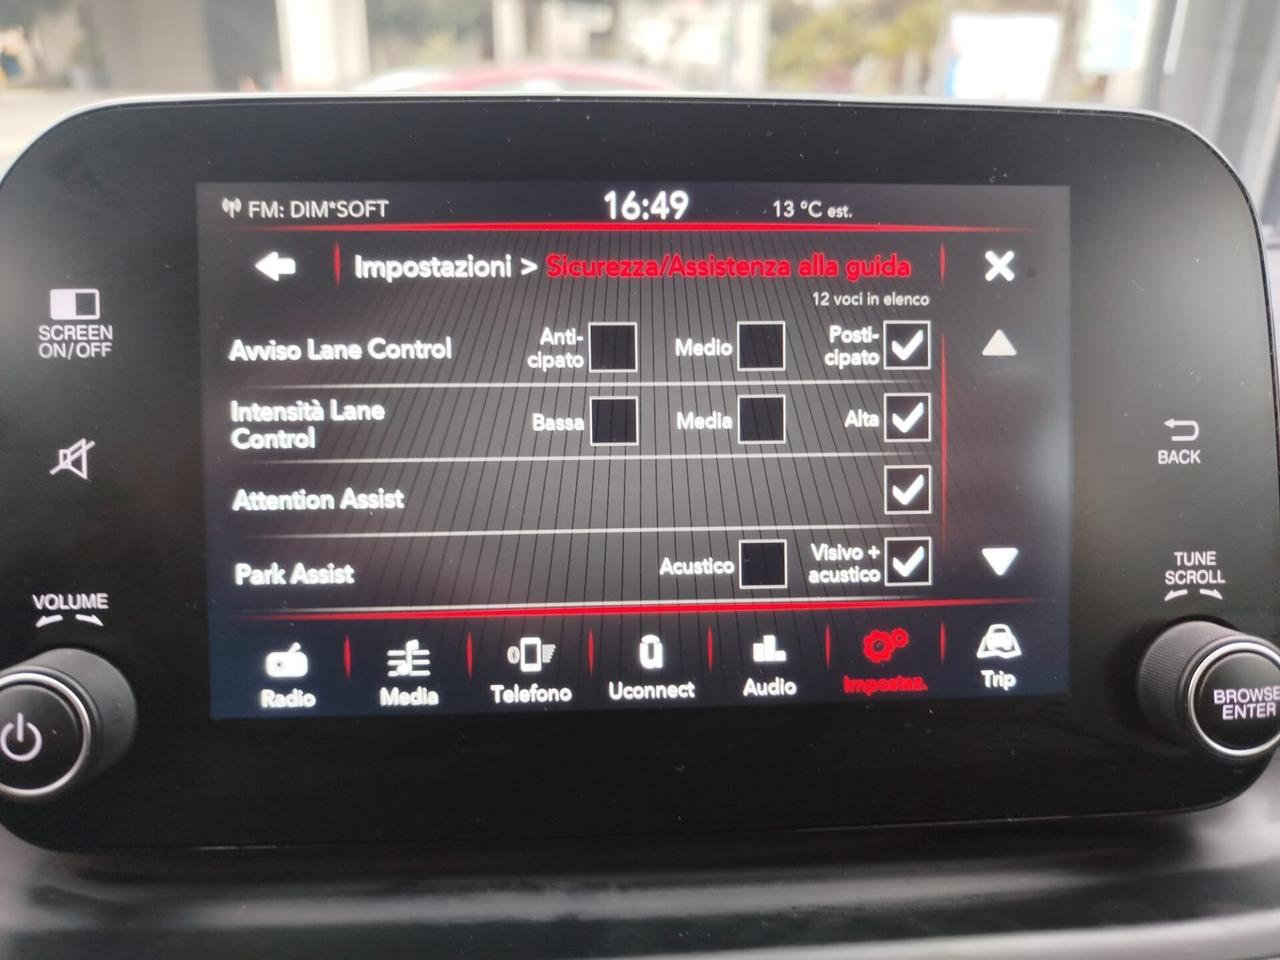 FM: DIM*SOFT 16:49 13 °C est.
Impostazioni > Sicurezza/Assistenza alla guida
12 voci in elenco
SCREEN
ON/OFF
Avviso Lane Control
Anti-
cipato
Medio
Posti-
cipato
Intensità Lane
Control
Bassa
Media
Alta
BACK
Attention Assist
Park Assist
Acustico
Visivo +
acustico
TUNE
SCROLL
VOLUME
Radio
Media
Telefono
Uconnect
Audio
Impostaz.
Trip
BROWSE
ENTER